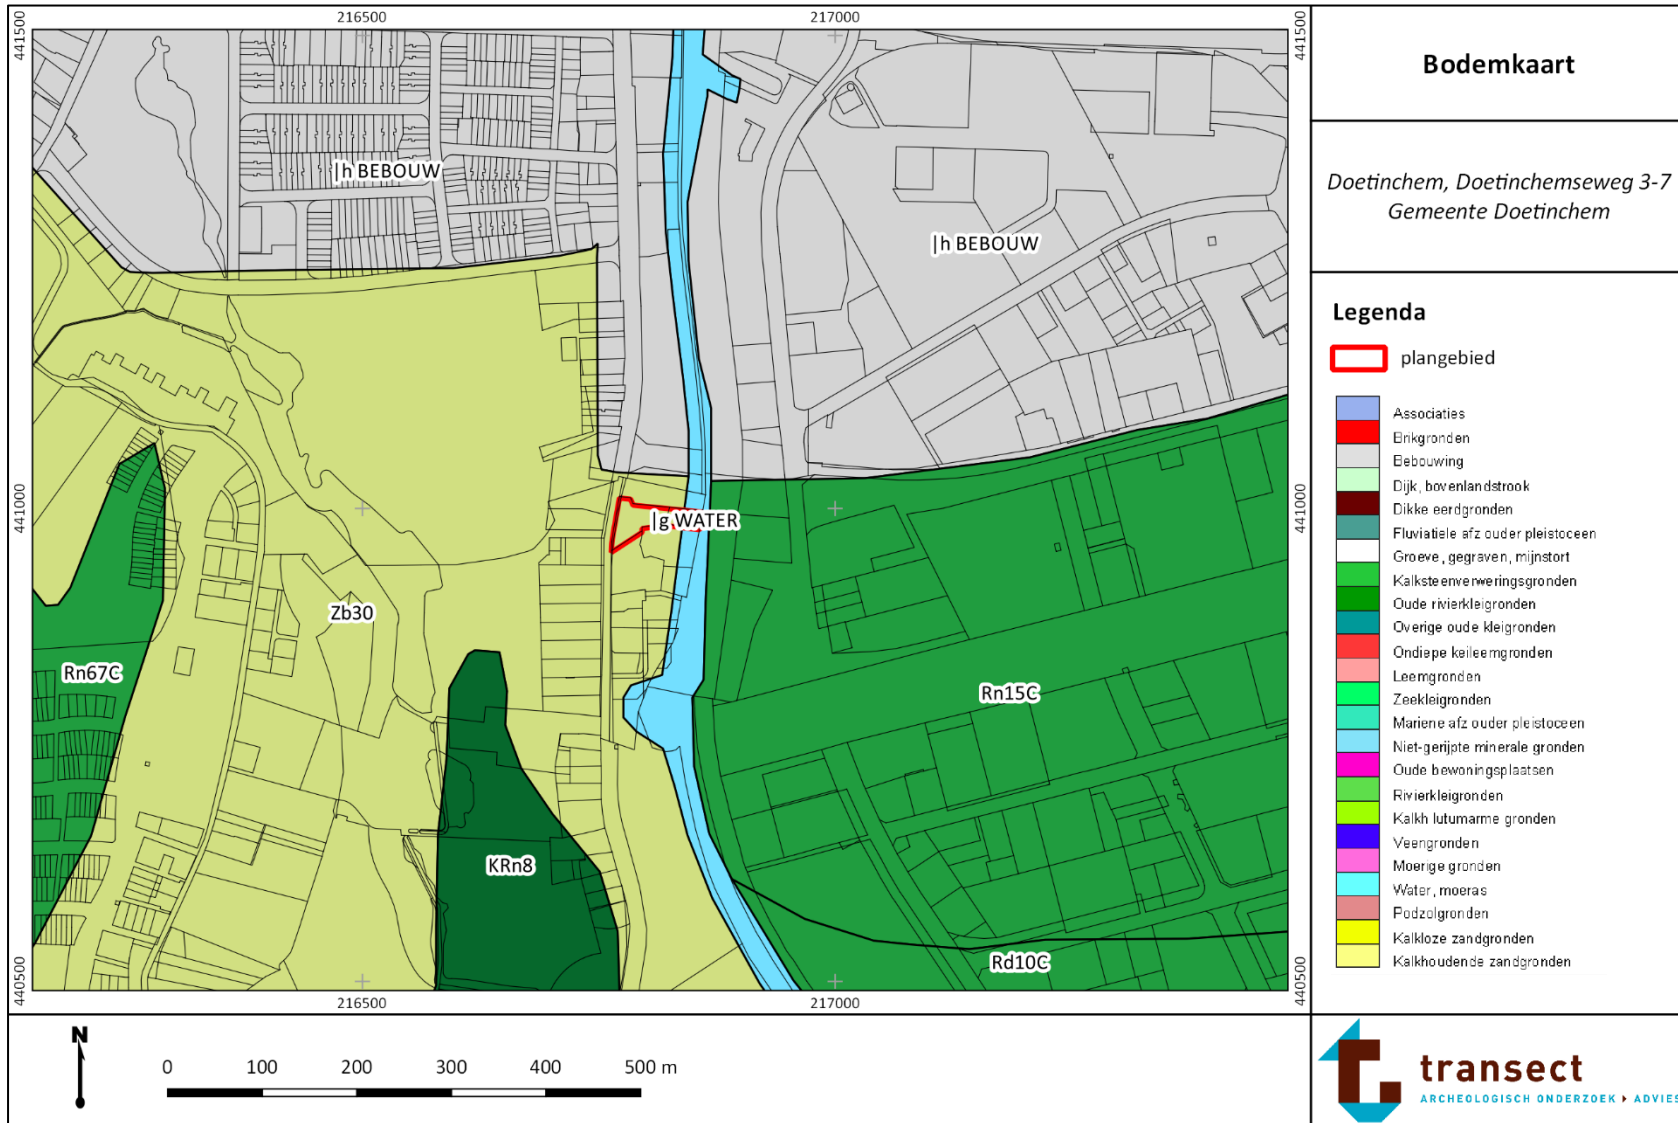 216500
217000
441500
441500
|h BEBOUW
|h BEBOUW
441000
441000
|g WATER
Zb30
Rn67C
Rn15C
KRn8
Rd10C
440500
440500
216500
217000
N
0 100 200 300 400 500 m
Bodemkaart
Doetinchem, Doetinchemseweg 3-7
Gemeente Doetinchem
Legenda
plangebied
Associaties
Brikgronden
Bebouwing
Dijk, bovenlandstrook
Dikke eerdgronden
Fluviatiele afz ouder pleistoceen
Groeve, gegraven, mijnstort
Kalksteenverweringsgronden
Oude rivierkleigronden
Overige oude kleigronden
Ondiepe keileemgronden
Leemgronden
Zeekleigronden
Mariene afz ouder pleistoceen
Niet-gerijpte minerale gronden
Oude bewoningsplaatsen
Rivierkleigronden
Kalkh lutumarme gronden
Veengronden
Moerige gronden
Water, moeras
Podzolgronden
Kalkloze zandgronden
Kalkhoudende zandgronden
transect
ARCHEOLOGISCH ONDERZOEK ▸ ADVIES